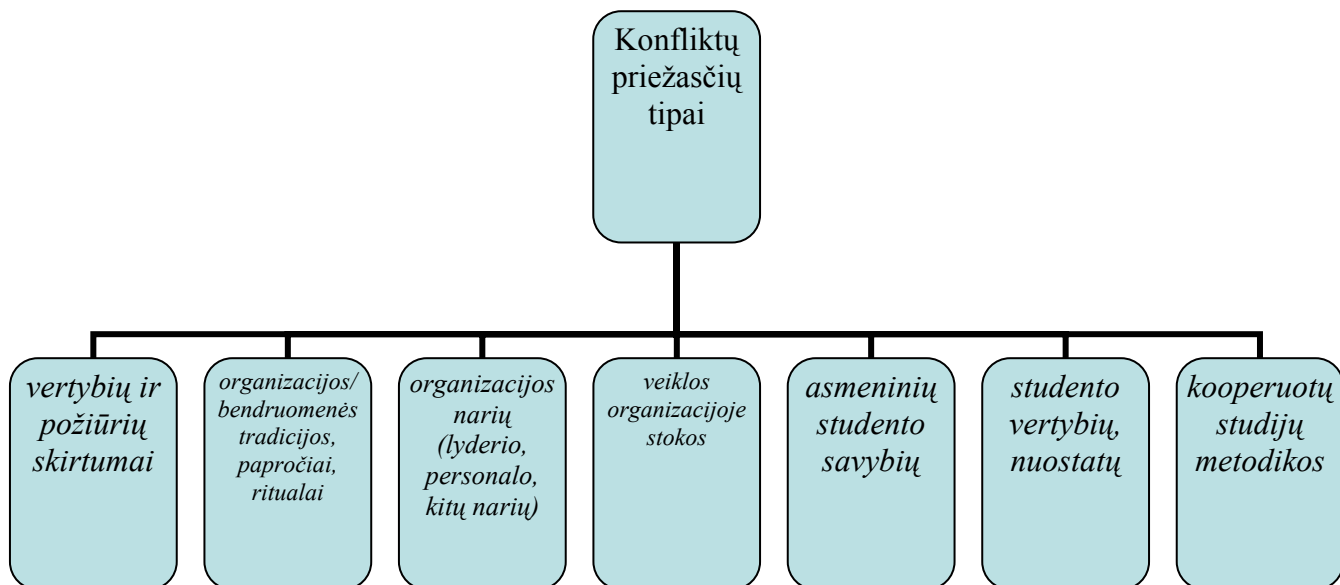 Konfliktų
priežasčių
tipai
vertybių ir
požiūrių
skirtumai
organizacijos/
bendruomenės
tradicijos,
papročiai,
ritualai
organizacijos
narių
(lyderio,
personalo,
kitų narių)
veiklos
organizacijoje
stokos
asmeninių
studento
savybių
studento
vertybių,
nuostatų
kooperuotų
studijų
metodikos